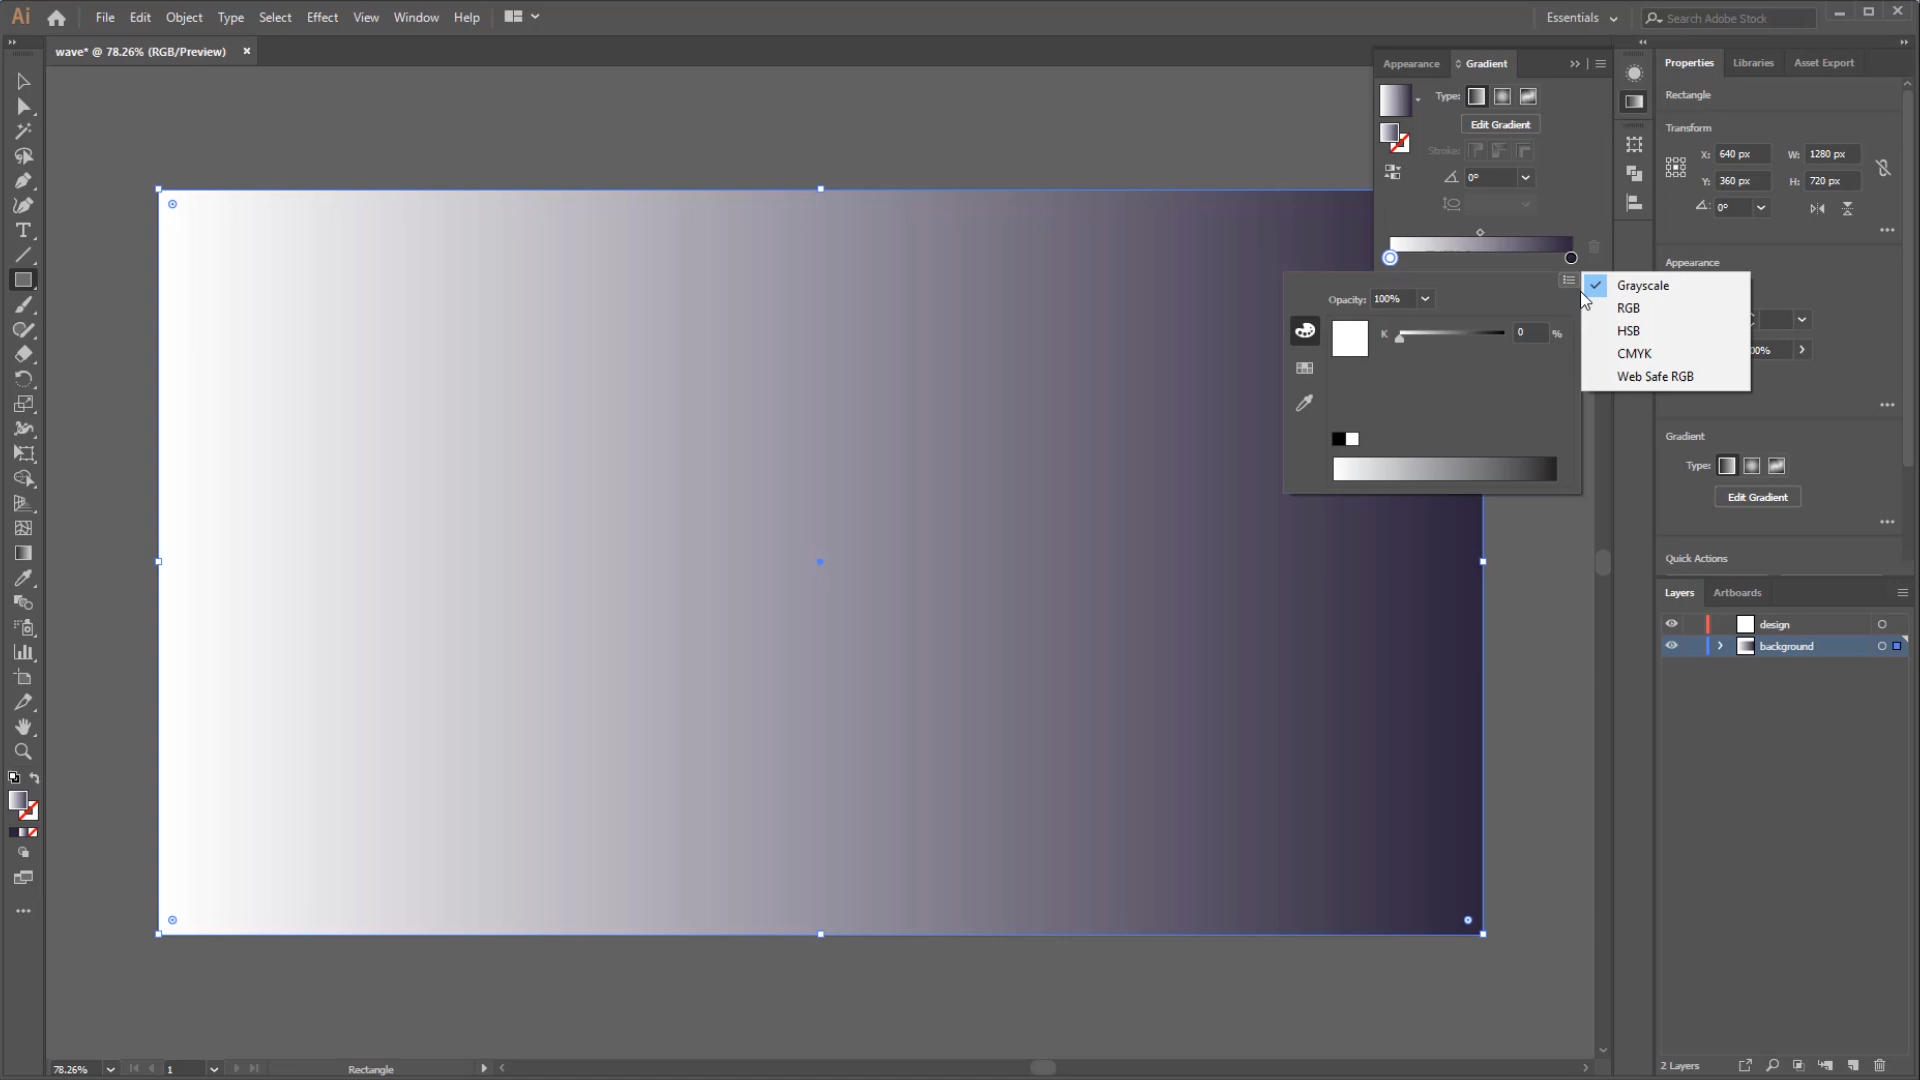 Ai File Edit Object Type Select Effect View Window Help
Essentials
Search Adobe Stock
wave* @ 78.26% (RGB/Preview) ×
Appearance
Gradient
Type:
Edit Gradient
Stroke:
0°
Opacity: 100%
K
0
%
Grayscale
RGB
HSB
CMYK
Web Safe RGB
Properties Libraries Asset Export
Rectangle
Transform
X: 640 px W: 1280 px
Y: 360 px H: 720 px
0°
Appearance
00%
Gradient
Type:
Edit Gradient
Quick Actions
Layers Artboards
design
background
2 Layers
78.26%
1
Rectangle